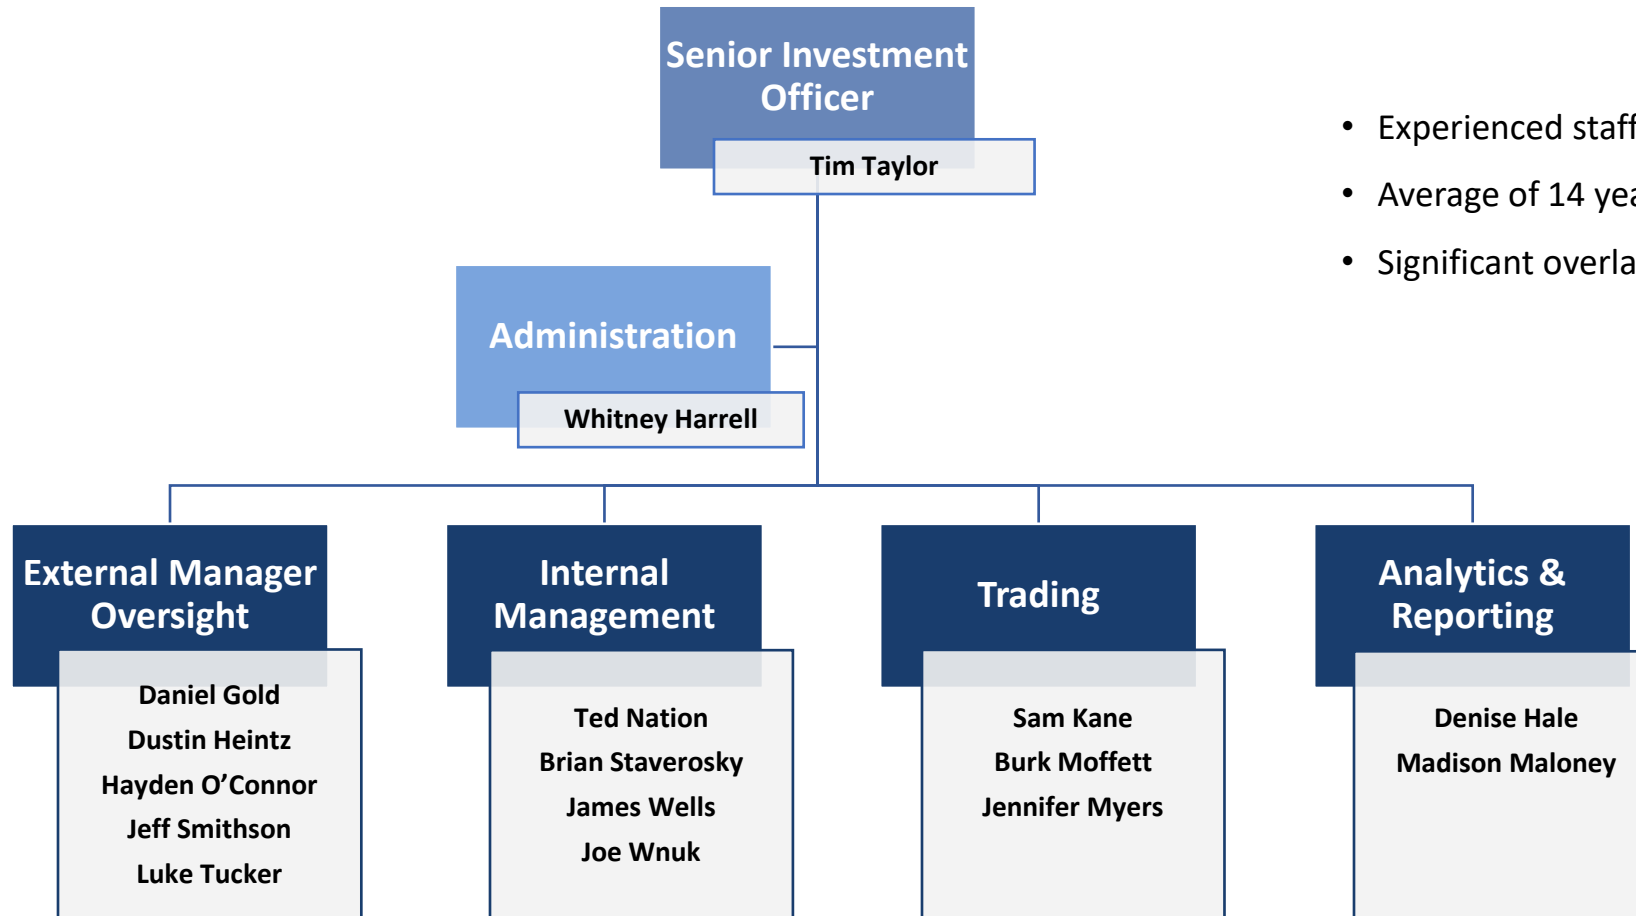 Senior Investment
Officer
Tim Taylor
• Experienced staff
• Average of 14
• Significant
Administration
Whitney Harrell
External Manager
Oversight
Daniel Gold
Dustin Heintz
Hayden O’Connor
Jeff Smithson
Luke Tucker
Internal
Management
Ted Nation
Brian Staverosky
James Wells
Joe Wnuk
Trading
Sam Kane
Burk Moffett
Jennifer Myers
Analytics &
Reporting
Denise Hale
Madison Maloney